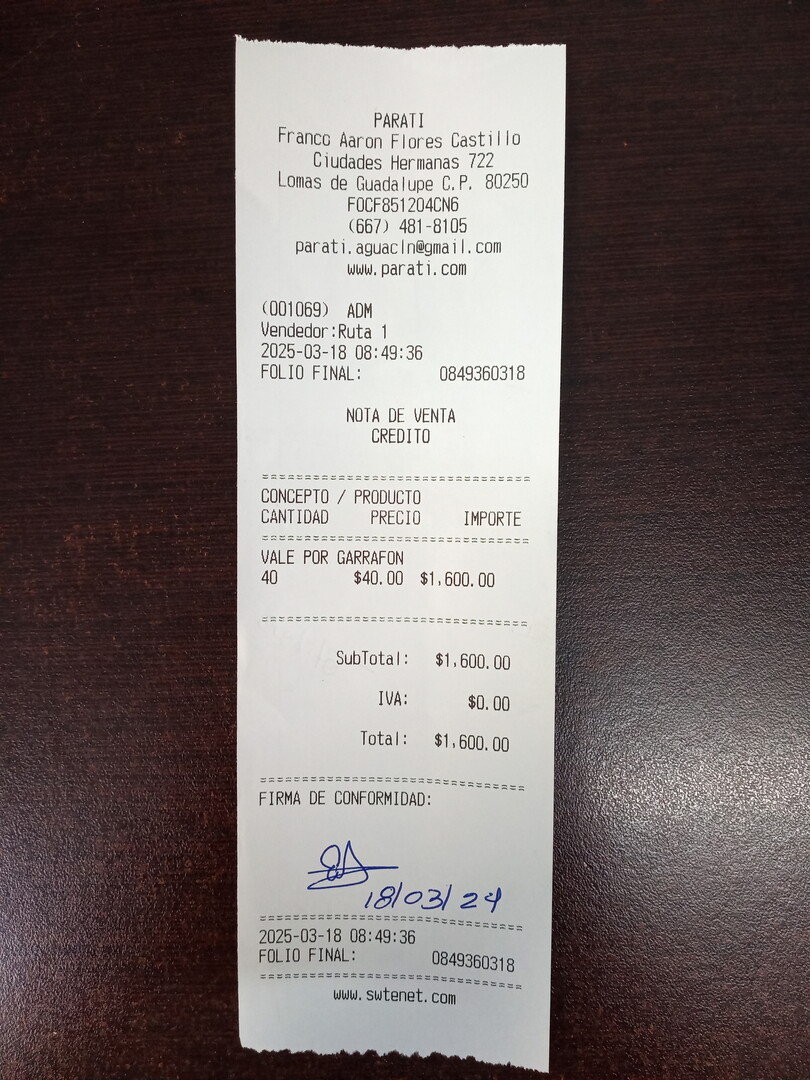 PARATI
Franco Aaron Flores Castillo
Ciudades Hermanas 722
Lomas de Guadalupe C.P. 80250
FOCF851204CN6
(667) 481-8105
parati.aguacln@gmail.com
www.parati.com
(001069) ADM
Vendedor:Ruta 1
2025-03-18 08:49:36
FOLIO FINAL: 0849360318
NOTA DE VENTA
CREDITO
==============================
CONCEPTO / PRODUCTO
CANTIDAD PRECIO IMPORTE
==============================
VALE POR GARRAFON
40 $40.00 $1,600.00
==============================
SubTotal: $1,600.00
IVA: $0.00
Total: $1,600.00
==============================
FIRMA DE CONFORMIDAD:
18/03/24
==============================
2025-03-18 08:49:36
FOLIO FINAL: 0849360318
==============================
www.swtenet.com